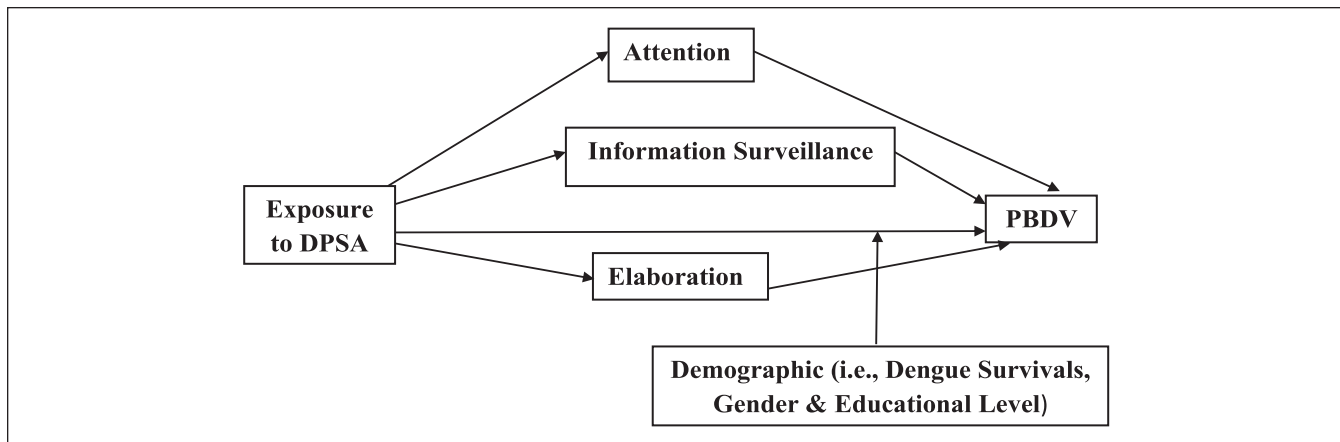 Attention
Information Surveillance
Exposure
to DPSA
PBDV
Elaboration
Demographic (i.e., Dengue Survivals,
Gender & Educational Level)